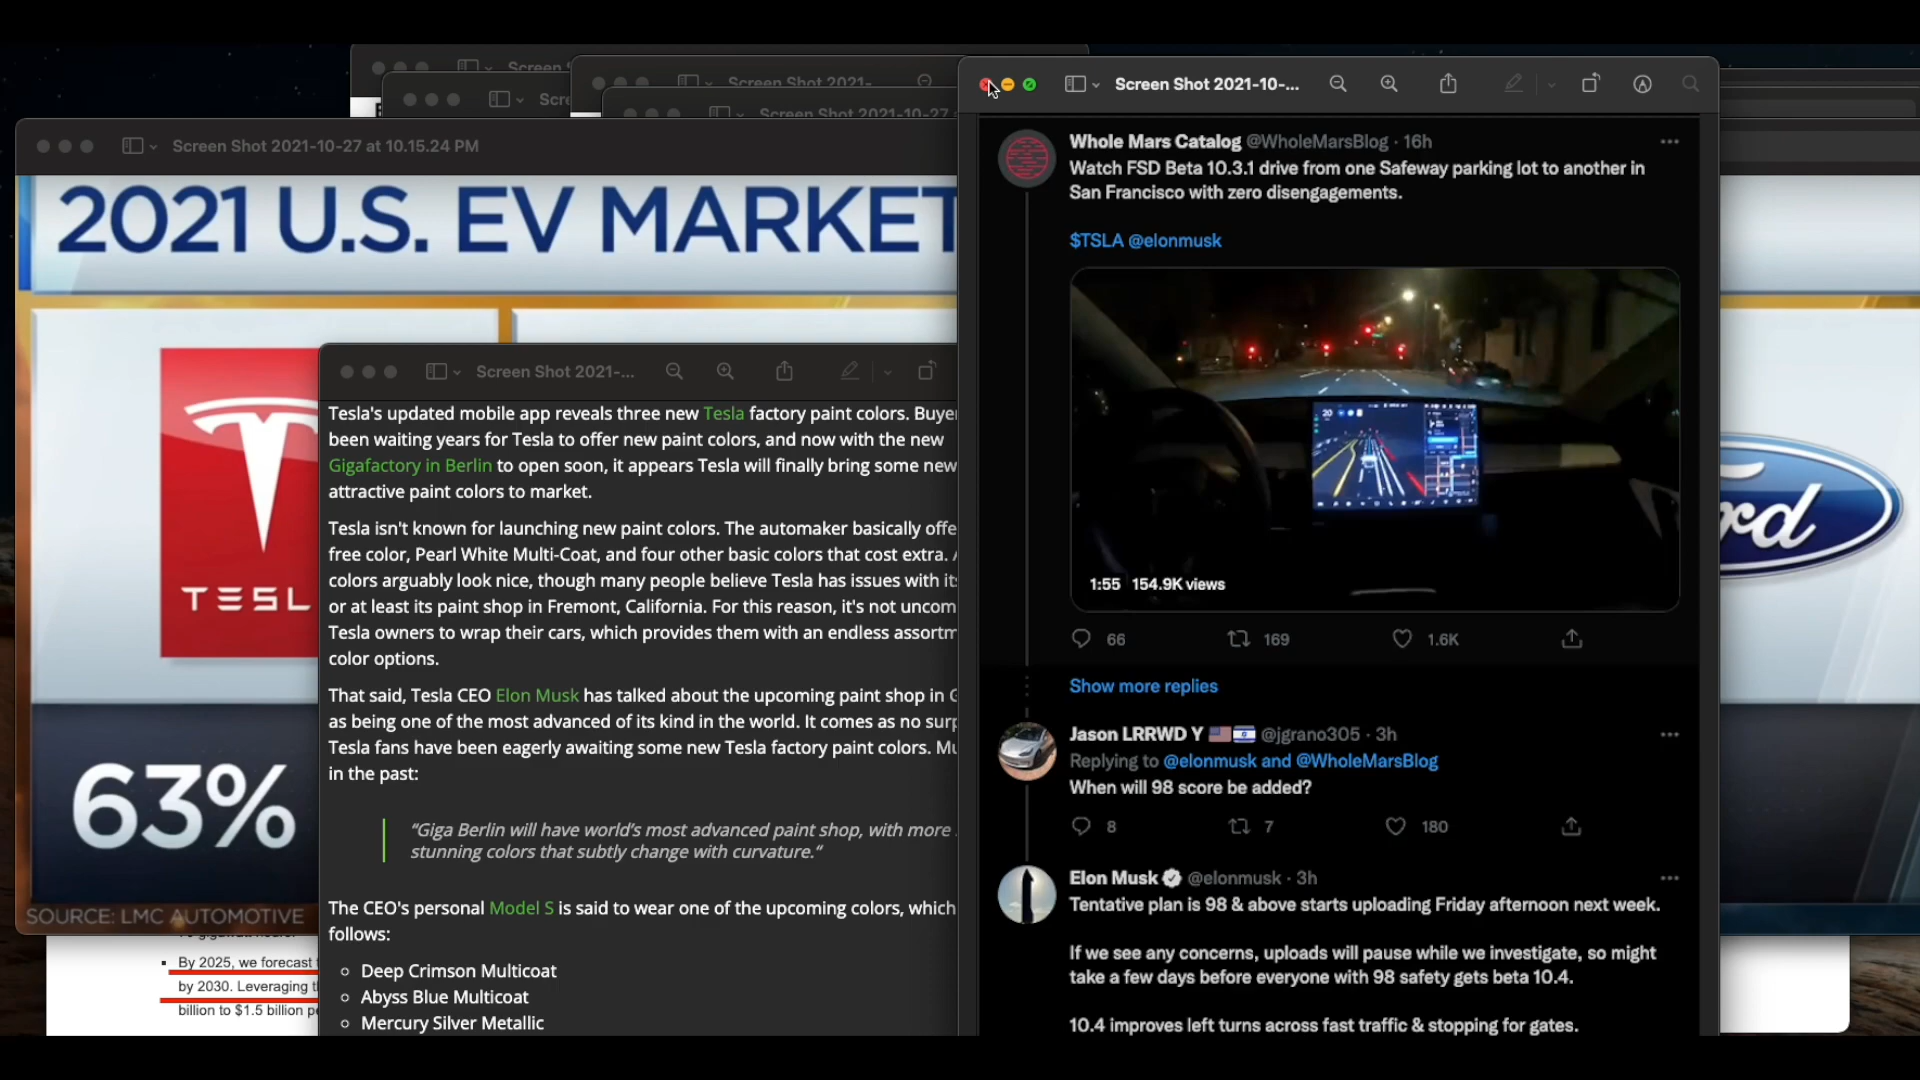 Screen
Screen Shot 2021-
Scre
Screen Shot 2021-10-27
Screen Shot 2021-10-27 at 10.15.24 PM
2021 U.S. EV MARKET
TESL
63%
SOURCE: LMC AUTOMOTIVE
By 2025, we forecast
by 2030. Leveraging
billion to $1.5 billion
Screen Shot 2021-...
Tesla's updated mobile app reveals three new Tesla factory paint colors. Buye
been waiting years for Tesla to offer new paint colors, and now with the new
Gigafactory in Berlin to open soon, it appears Tesla will finally bring some new
attractive paint colors to market.
Tesla isn't known for launching new paint colors. The automaker basically offe
free color, Pearl White Multi-Coat, and four other basic colors that cost extra.
colors arguably look nice, though many people believe Tesla has issues with it
or at least its paint shop in Fremont, California. For this reason, it's not uncom
Tesla owners to wrap their cars, which provides them with an endless assortm
color options.
That said, Tesla CEO Elon Musk has talked about the upcoming paint shop in G
as being one of the most advanced of its kind in the world. It comes as no surp
Tesla fans have been eagerly awaiting some new Tesla factory paint colors. Mu
in the past:
“Giga Berlin will have world's most advanced paint shop, with more
stunning colors that subtly change with curvature.“
The CEO's personal Model S is said to wear one of the upcoming colors, which
follows:
Deep Crimson Multicoat
Abyss Blue Multicoat
Mercury Silver Metallic
Screen Shot 2021-10-...
Whole Mars Catalog @WholeMarsBlog · 16h
Watch FSD Beta 10.3.1 drive from one Safeway parking lot to another in
San Francisco with zero disengagements.
$TSLA @elonmusk
20
1:55 154.9K views
66 169 1.6K
Show more replies
Jason LRRWD Y @jgrano305 · 3h
Replying to @elonmusk and @WholeMarsBlog
When will 98 score be added?
8 7 180
Elon Musk @elonmusk · 3h
Tentative plan is 98 & above starts uploading Friday afternoon next week.
If we see any concerns, uploads will pause while we investigate, so might
take a few days before everyone with 98 safety gets beta 10.4.
10.4 improves left turns across fast traffic & stopping for gates.
rd